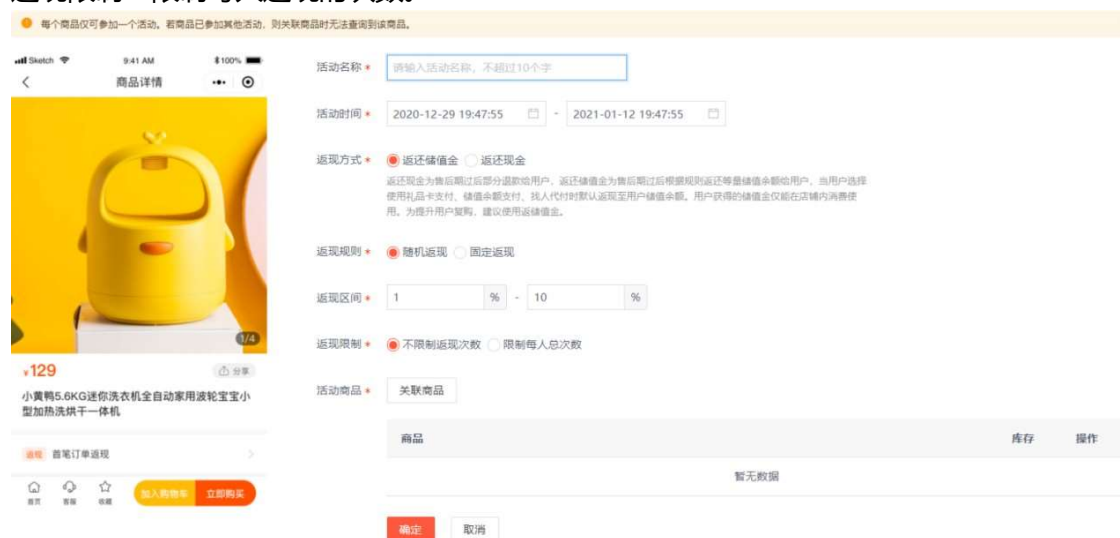 每个商品仅可参加一个活动。若商品已参加其他活动，则关联商品时无法查询到该商品。
Sketch 9:41 AM 100%
商品详情
1/4
¥129
分享
小黄鸭5.6KG迷你洗衣机全自动家用波轮宝宝小
型加热洗烘干一体机
返现 首笔订单返现
首页 客服 收藏 加入购物车 立即购买
活动名称 * 请输入活动名称，不超过10个字
活动时间 * 2020-12-29 19:47:55 - 2021-01-12 19:47:55
返现方式 * 返还储值金 返还现金
返还现金为售后期过后部分退款给用户，返还储值金为售后期过后根据规则返还等量储值余额给用户，当用户选择
使用礼品卡支付、储值余额支付、找人代付时默认返现至用户储值余额。用户获得的储值金仅能在店铺内消费使
用。为提升用户复购，建议使用返储值金。
返现规则 * 随机返现 固定返现
返现区间 * 1 % - 10 %
返现限制 * 不限制返现次数 限制每人总次数
活动商品 * 关联商品
商品 库存 操作
暂无数据
确定 取消